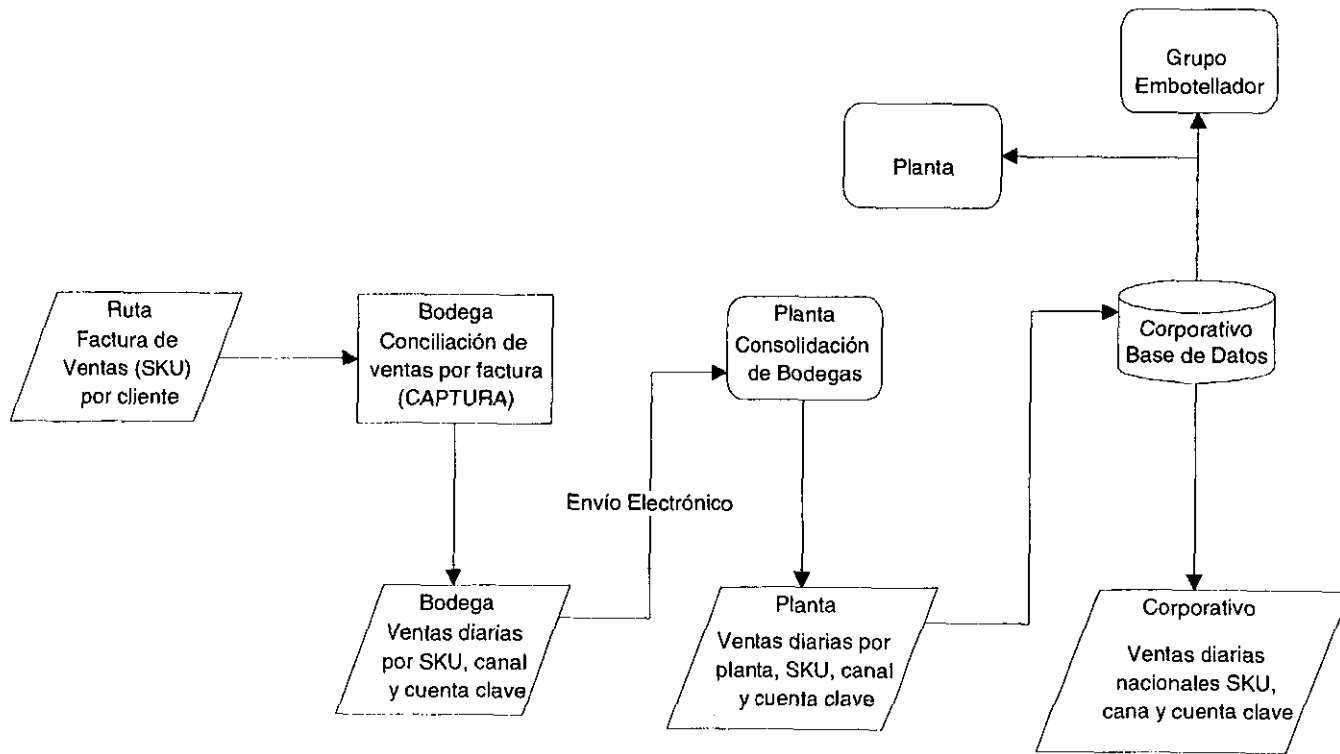 Grupo
Embotellador
Planta
Ruta
Factura de
Ventas (SKU)
por cliente
Bodega
Conciliación de
ventas por factura
(CAPTURA)
Planta
Consolidación
de Bodegas
Corporativo
Base de Datos
Envío Electrónico
Bodega
Ventas diarias
por SKU, canal
y cuenta clave
Planta
Ventas diarias por
planta, SKU, canal
y cuenta clave
Corporativo
Ventas diarias
nacionales SKU,
cana y cuenta clave